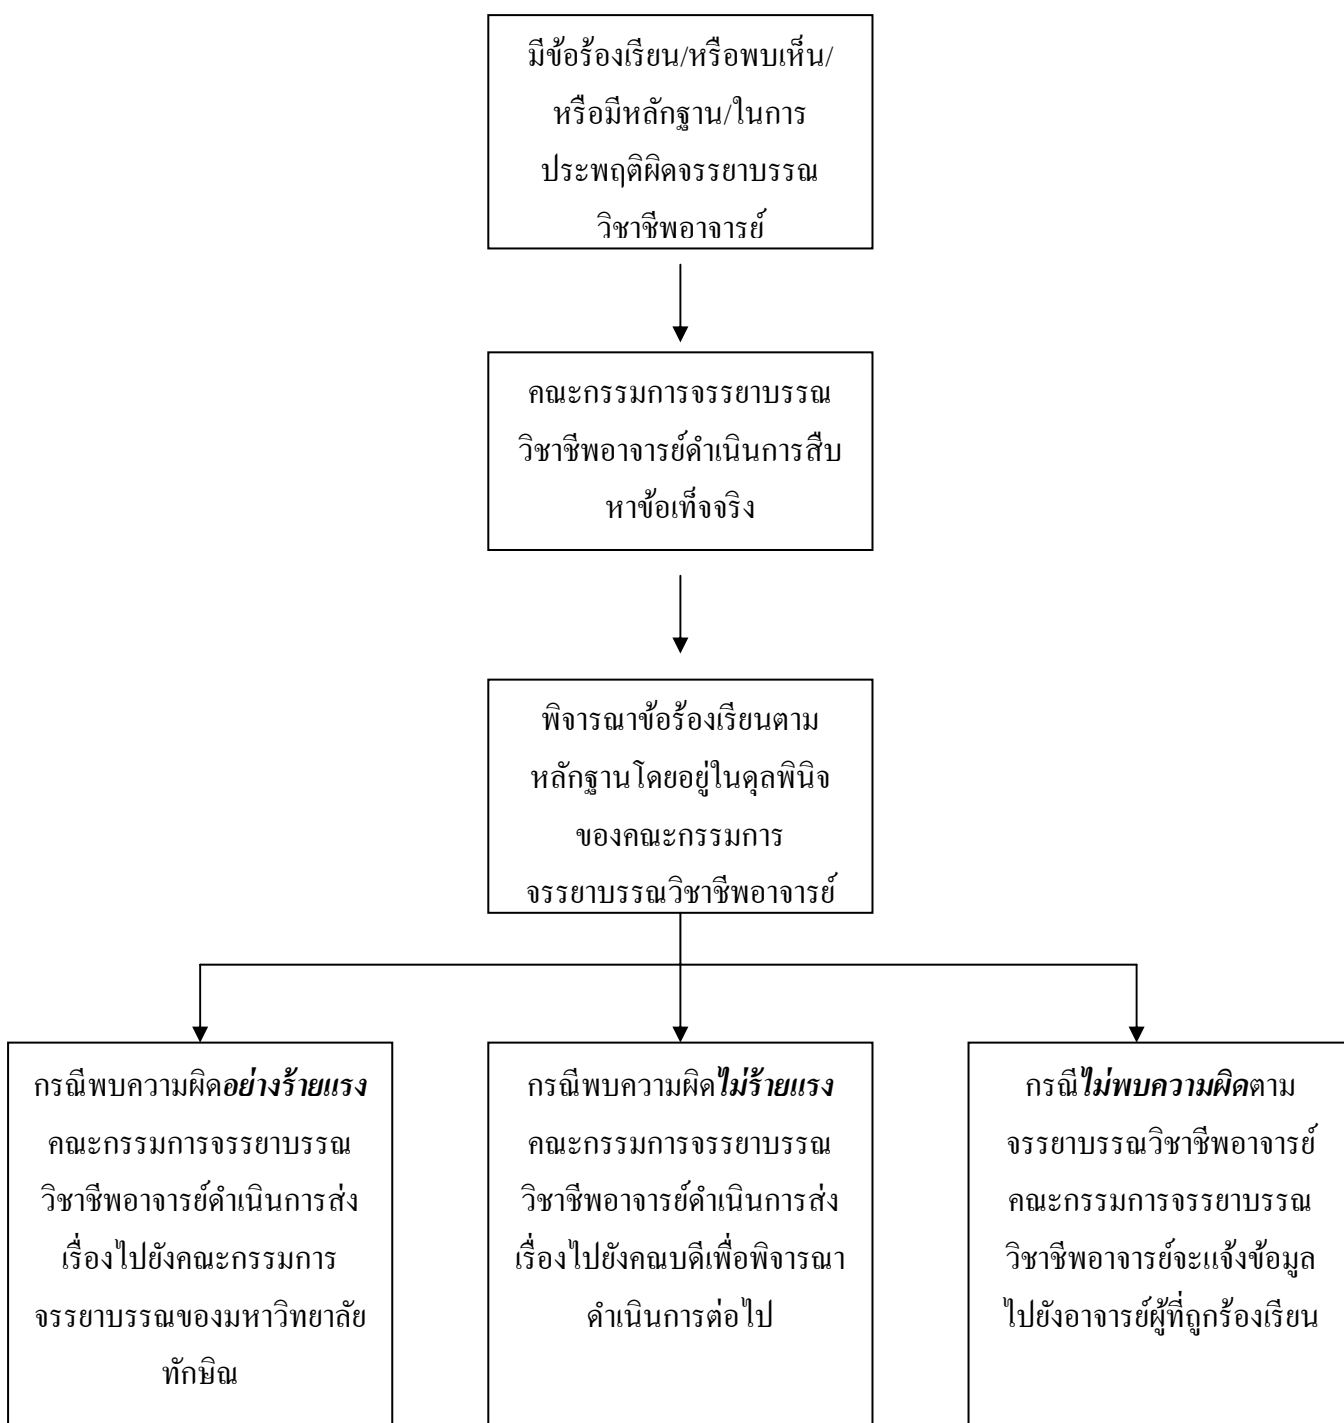 มีข้อร้องเรียน/หรือพบเห็น/
หรือมีหลักฐาน/ในการ
ประพฤติผิดจรรยาบรรณ
วิชาชีพอาจารย์
คณะกรรมการจรรยาบรรณ
วิชาชีพอาจารย์ดำเนินการสืบ
หาข้อเท็จจริง
พิจารณาข้อร้องเรียนตาม
หลักฐานโดยอยู่ในดุลพินิจ
ของคณะกรรมการ
จรรยาบรรณวิชาชีพอาจารย์
กรณีพบความผิดอย่างร้ายแรง
คณะกรรมการจรรยาบรรณ
วิชาชีพอาจารย์ดำเนินการส่ง
เรื่องไปยังคณะกรรมการ
จรรยาบรรณของมหาวิทยาลัย
ทักษิณ
กรณีพบความผิดไม่ร้ายแรง
คณะกรรมการจรรยาบรรณ
วิชาชีพอาจารย์ดำเนินการส่ง
เรื่องไปยังคณบดีเพื่อพิจารณา
ดำเนินการต่อไป
กรณีไม่พบความผิดตาม
จรรยาบรรณวิชาชีพอาจารย์
คณะกรรมการจรรยาบรรณ
วิชาชีพอาจารย์จะแจ้งข้อมูล
ไปยังอาจารย์ผู้ที่ถูกร้องเรียน